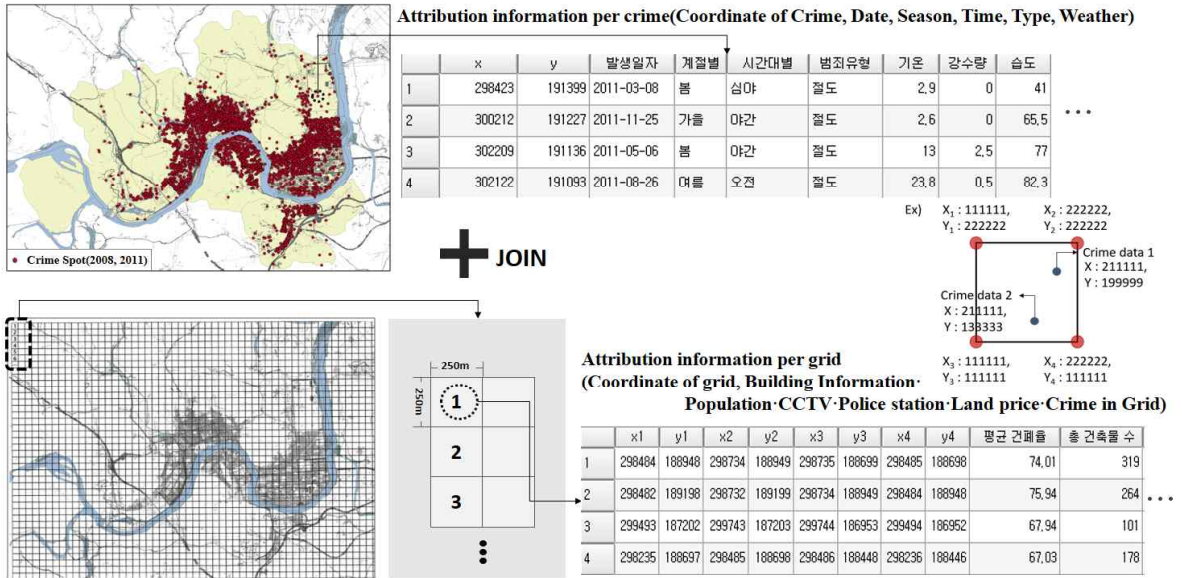 Attribution information per crime(Coordinate of Crime, Date, Season, Time, Type, Weather)
x y 발생일자 계절별 시간대별 범죄유형 기온 강수량 습도
1 298423 191399 2011-03-08 봄 심야 절도 2,9 0 41
2 300212 191227 2011-11-25 가을 야간 절도 2,6 0 65,5
3 302209 191136 2011-05-06 봄 야간 절도 13 2,5 77
4 302122 191093 2011-08-26 여름 오전 절도 23,8 0,5 82,3
Crime Spot(2008, 2011)
JOIN
Ex) X1 : 111111, X2 : 222222,
Y1 : 222222 Y2 : 222222
Crime data 1
X : 211111,
Y : 199999
Crime data 2
X : 211111,
Y : 133333
X3 : 111111, X4 : 222222,
Y3 : 111111 Y4 : 111111
250m
250m
1
2
3
Attribution information per grid
(Coordinate of grid, Building Information·
Population·CCTV·Police station·Land price·Crime in Grid)
x1 y1 x2 y2 x3 y3 x4 y4 평균 건폐율 총 건축물 수
1 298484 188948 298734 188949 298735 188699 298485 188698 74,01 319
2 298482 189198 298732 189199 298734 188949 298484 188948 75,94 264
3 299493 187202 299743 187203 299744 186953 299494 186952 67,94 101
4 298235 188697 298485 188698 298486 188448 298236 188446 67,03 178